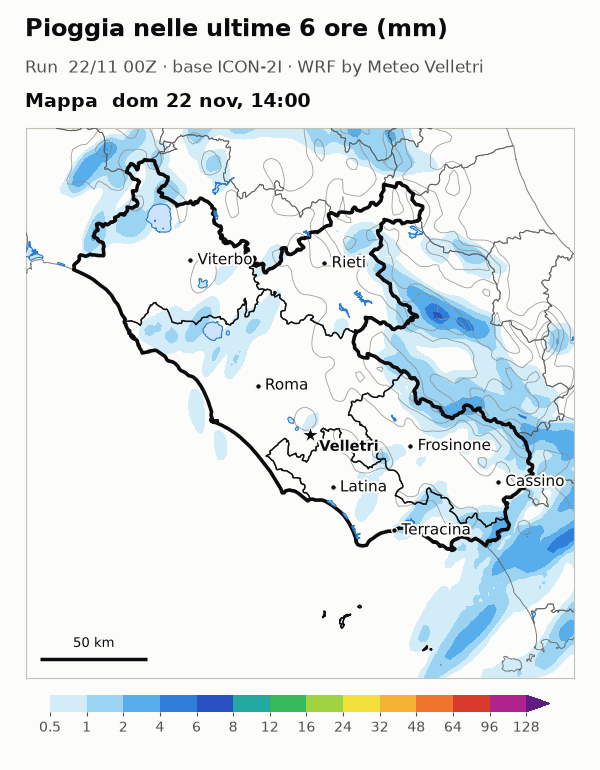 Pioggia nelle ultime 6 ore (mm)
Run 22/11 00Z · base ICON-2I · WRF by Meteo Velletri
Mappa dom 22 nov, 14:00
Viterbo
Rieti
Roma
Velletri
Frosinone
Latina
Cassino
Terracina
50 km
0.5 1 2 4 6 8 12 16 24 32 48 64 96 128